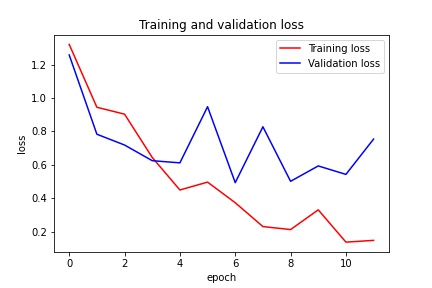 Training and validation loss
Training loss
Validation loss
1.2
1.0
0.8
0.6
0.4
0.2
loss
0 2 4 6 8 10
epoch